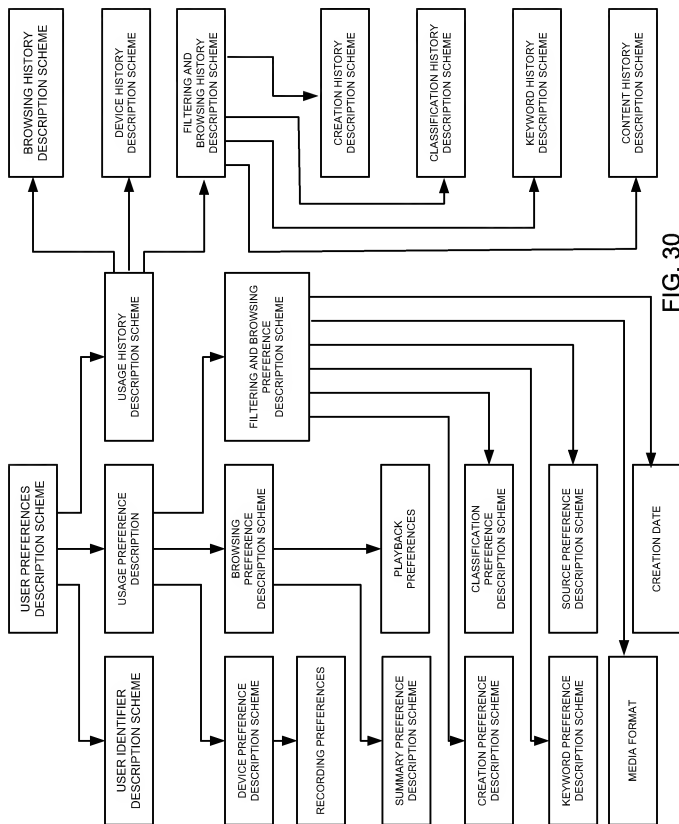 USER PREFERENCES
DESCRIPTION SCHEME
USER IDENTIFIER
DESCRIPTION SCHEME
USAGE PREFERENCE
DESCRIPTION
USAGE HISTORY
DESCRIPTION SCHEME
BROWSING HISTORY
DESCRIPTION SCHEME
DEVICE HISTORY
DESCRIPTION SCHEME
FILTERING AND
BROWSING HISTORY
DESCRIPTION SCHEME
DEVICE PREFERENCE
DESCRIPTION SCHEME
BROWSING
PREFERENCE
DESCRIPTION SCHEME
FILTERING AND BROWSING
PREFERENCE
DESCRIPTION SCHEME
RECORDING PREFERENCES
CREATION HISTORY
DESCRIPTION SCHEME
SUMMARY PREFERENCE
DESCRIPTION SCHEME
PLAYBACK
PREFERENCES
CLASSIFICATION HISTORY
DESCRIPTION SCHEME
CREATION PREFERENCE
DESCRIPTION SCHEME
CLASSIFICATION
PREFERENCE
DESCRIPTION SCHEME
KEYWORD HISTORY
DESCRIPTION SCHEME
KEYWORD PREFERENCE
DESCRIPTION SCHEME
SOURCE PREFERENCE
DESCRIPTION SCHEME
CONTENT HISTORY
DESCRIPTION SCHEME
MEDIA FORMAT
CREATION DATE
FIG. 30